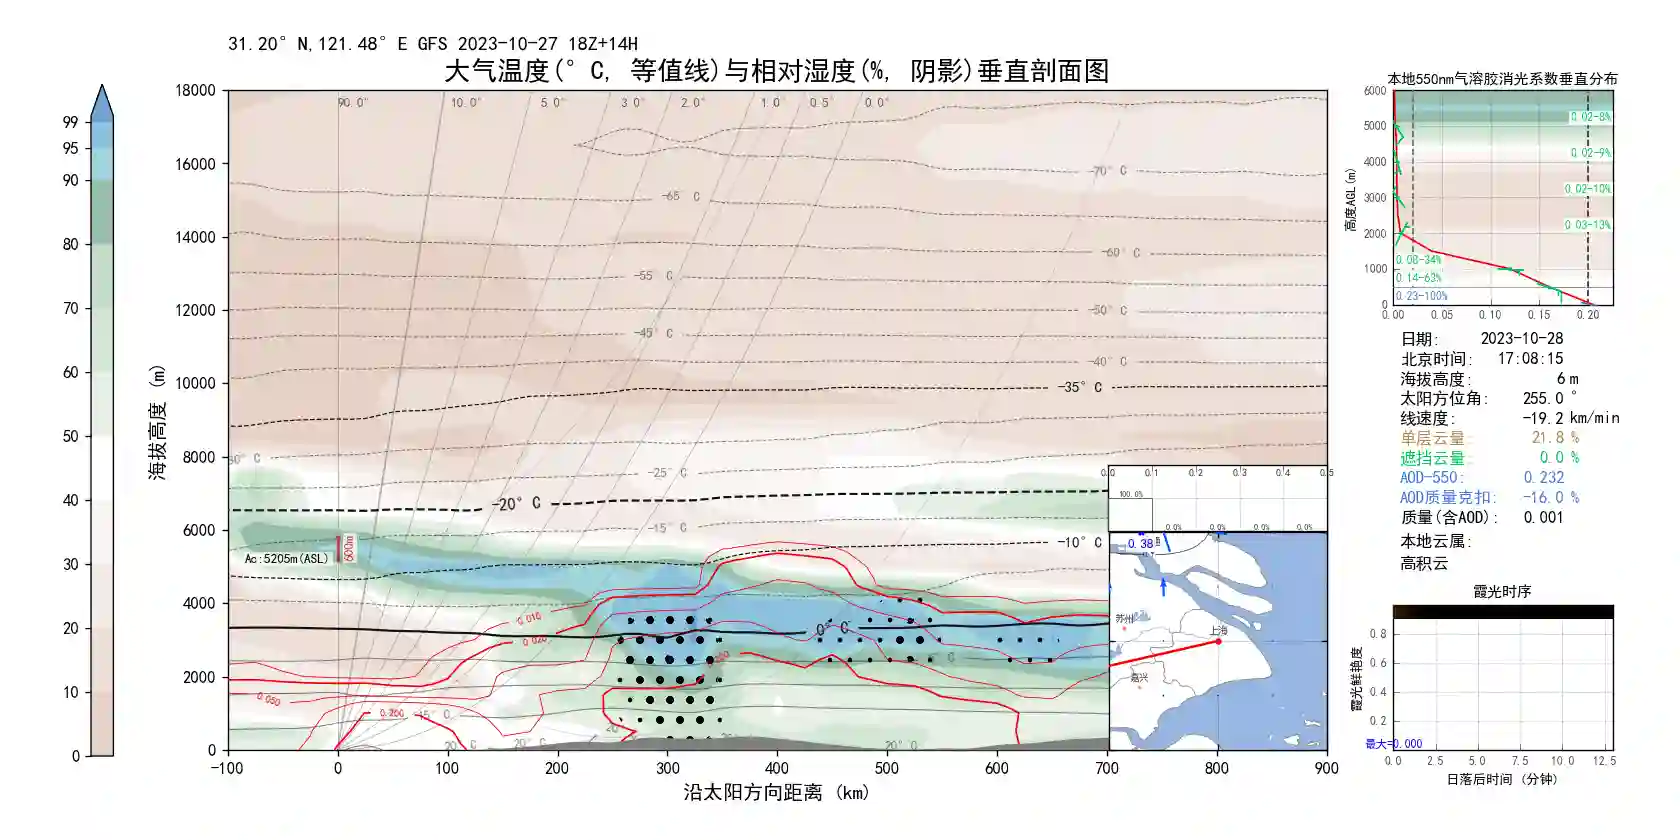 31.20° N,121.48° E GFS 2023-10-27 18Z+14H
大气温度(° C, 等值线)与相对湿度(%, 阴影)垂直剖面图
99
95
90
80
70
60
50
40
30
20
10
0
海拔高度 (m)
18000
16000
14000
12000
10000
8000
6000
4000
2000
0
90.0° 10.0° 5.0° 3.0° 2.0° 1.0° 0.5° 0.0°
-70° C
-65° C
-60° C
-55° C
-50° C
-45° C
-40° C
-35° C
-25° C
-20° C
-15° C
-10° C
0° C
Ac:5205m(ASL)
600m
0.010
0.020
0.050
0.200
20° C
20° C
20° C
-100 0 100 200 300 400 500 600 700 800 900
沿太阳方向距离 (km)
0.0 0.1 0.2 0.3 0.4 0.5
100.0%
0.0% 0.0% 0.0% 0.0%
0.38
苏州
上海
嘉兴
本地550nm气溶胶消光系数垂直分布
高度AGL(m)
6000
5000
4000
3000
2000
1000
0
0.02-8%
0.02-9%
0.02-10%
0.03-13%
0.08-34%
0.14-63%
0.23-100%
0.00 0.05 0.10 0.15 0.20
日期: 2023-10-28
北京时间: 17:08:15
海拔高度: 6 m
太阳方位角: 255.0 °
线速度: -19.2 km/min
单层云量: 21.8 %
遮挡云量: 0.0 %
AOD-550: 0.232
AOD质量克扣: -16.0 %
质量(含AOD): 0.001
本地云属:
高积云
霞光时序
霞光鲜艳度
0.8
0.6
0.4
0.2
最大=0.000
0.0 2.5 5.0 7.5 10.0 12.5
日落后时间 (分钟)